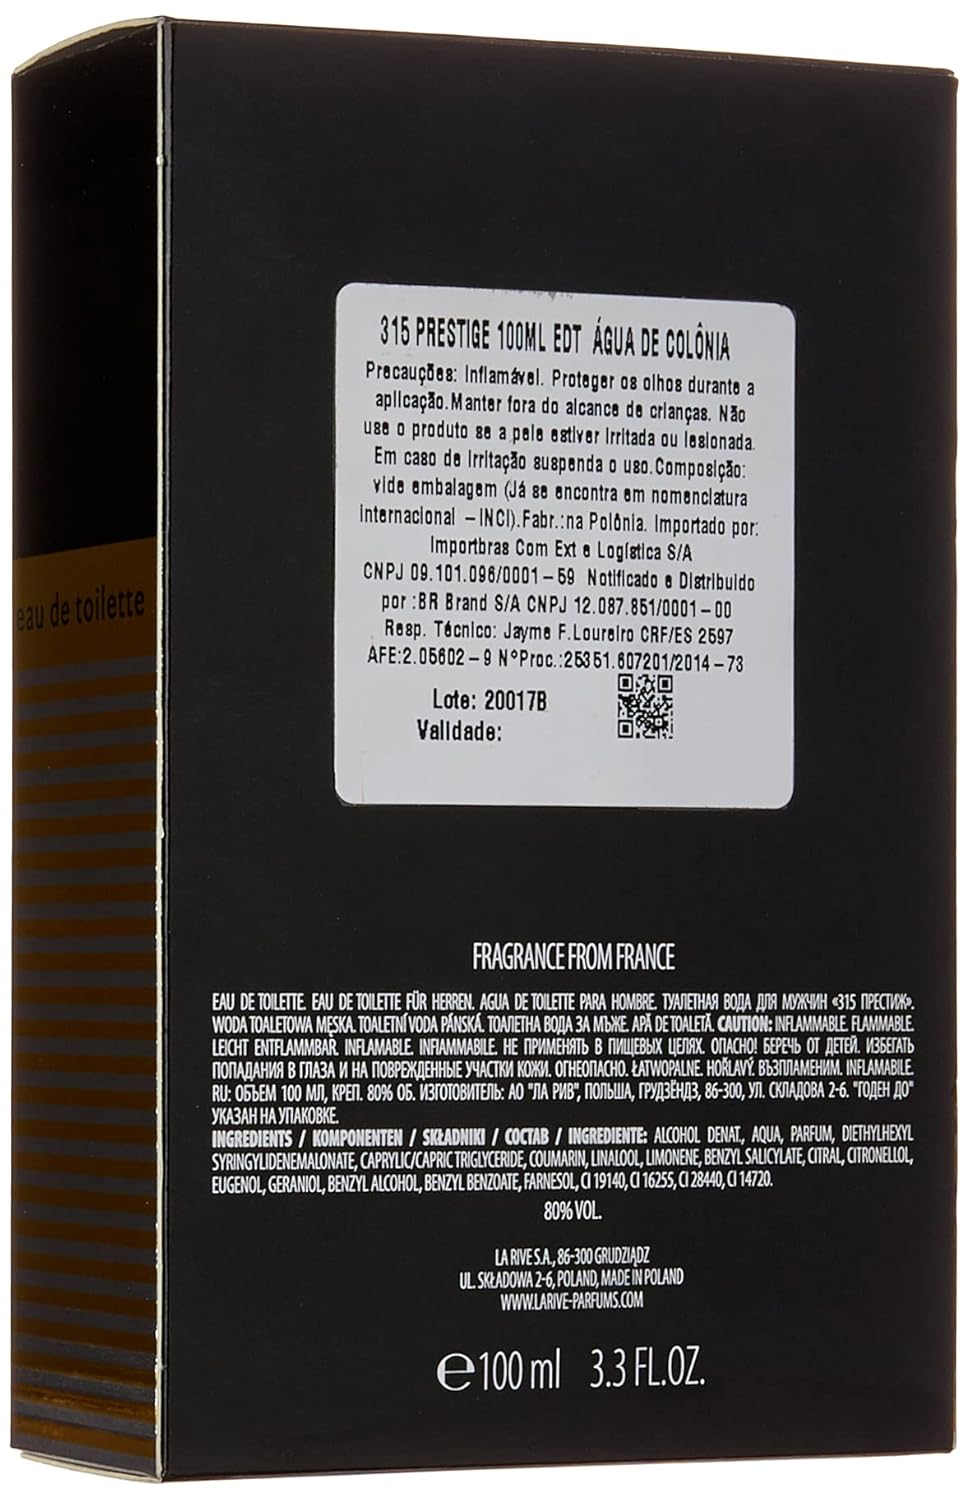 eau de toilette
315 PRESTIGE 100ML EDT ÁGUA DE COLÔNIA
Precauções: Inflamável. Proteger os olhos durante a
aplicação.Manter fora do alcance de crianças. Não
use o produto se a pele estiver irritada ou lesionada.
Em caso de irritação suspenda o uso.Composição:
vide embalagem (Já se encontra em nomenclatura
internacional –INCI).Fabr.:na Polônia. Importado por:
Importbras Com Ext e Logística S/A
CNPJ 09.101.096/0001–59 Notificado e Distribuido
por :BR Brand S/A CNPJ 12.087.851/0001–00
Resp. Técnico: Jayme F.Loureiro CRF/ES 2597
AFE:2.05602–9 N°Proc.:25351.607201/2014–73
Lote: 20017B
Validade:
FRAGRANCE FROM FRANCE
EAU DE TOILETTE. EAU DE TOILETTE FÜR HERREN. AGUA DE TOILETTE PARA HOMBRE. ТУАЛЕТНАЯ ВОДА ДЛЯ МУЖЧИН «315 ПРЕСТИЖ».
WODA TOALETOWA MĘSKA. TOALETNÍ VODA PÁNSKÁ. ТОАЛЕТНА ВОДА ЗА МЪЖЕ. APĂ DE TOALETĂ. CAUTION: INFLAMMABLE. FLAMMABLE.
LEICHT ENTFLAMMBAR. INFLAMABLE. INFIAMMABILE. НЕ ПРИМЕНЯТЬ В ПИЩЕВЫХ ЦЕЛЯХ. ОПАСНО! БЕРЕЧЬ ОТ ДЕТЕЙ. ИЗБЕГАТЬ
ПОПАДАНИЯ В ГЛАЗА И НА ПОВРЕЖДЕННЫЕ УЧАСТКИ КОЖИ. ОГНЕОПАСНО. ŁATWOPALNE. HOŘLAVÝ. ВЪЗПЛАМЕНИМ. INFLAMABILE.
RU: ОБЪЕМ 100 МЛ, КРЕП. 80% ОБ. ИЗГОТОВИТЕЛЬ: АО "ЛА РИВ", ПОЛЬША, ГРУДЗЁНДЗ, 86-300, УЛ. СКЛАДОВА 2-6. "ГОДЕН ДО"
УКАЗАН НА УПАКОВКЕ.
INGREDIENTS / KOMPONENTEN / SKŁADNIKI / СОСТАВ / INGREDIENTE: ALCOHOL DENAT., AQUA, PARFUM, DIETHYLHEXYL
SYRINGYLIDENEMALONATE, CAPRYLIC/CAPRIC TRIGLYCERIDE, COUMARIN, LINALOOL, LIMONENE, BENZYL SALICYLATE, CITRAL, CITRONELLOL,
EUGENOL, GERANIOL, BENZYL ALCOHOL, BENZYL BENZOATE, FARNESOL, CI 19140, CI 16255, CI 28440, CI 14720.
80% VOL.
LA RIVE S.A., 86-300 GRUDZIĄDZ
UL. SKŁADOWA 2-6, POLAND, MADE IN POLAND
WWW.LARIVE-PARFUMS.COM
℮ 100 ml 3.3 FL.OZ.